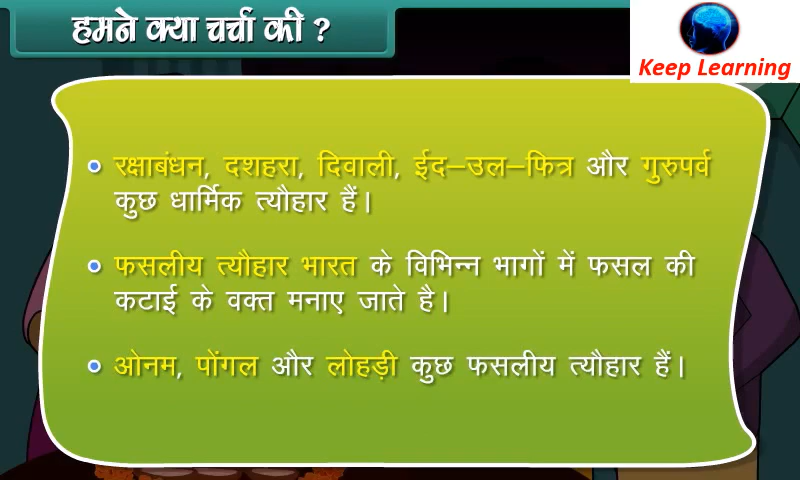 हमने क्या चर्चा की ?
Keep Learning
रक्षाबंधन, दशहरा, दिवाली, ईद–उल–फित्र और गुरुपर्व
कुछ धार्मिक त्यौहार हैं।
फसलीय त्यौहार भारत के विभिन्न भागों में फसल की
कटाई के वक्त मनाए जाते है।
ओनम, पोंगल और लोहड़ी कुछ फसलीय त्यौहार हैं।